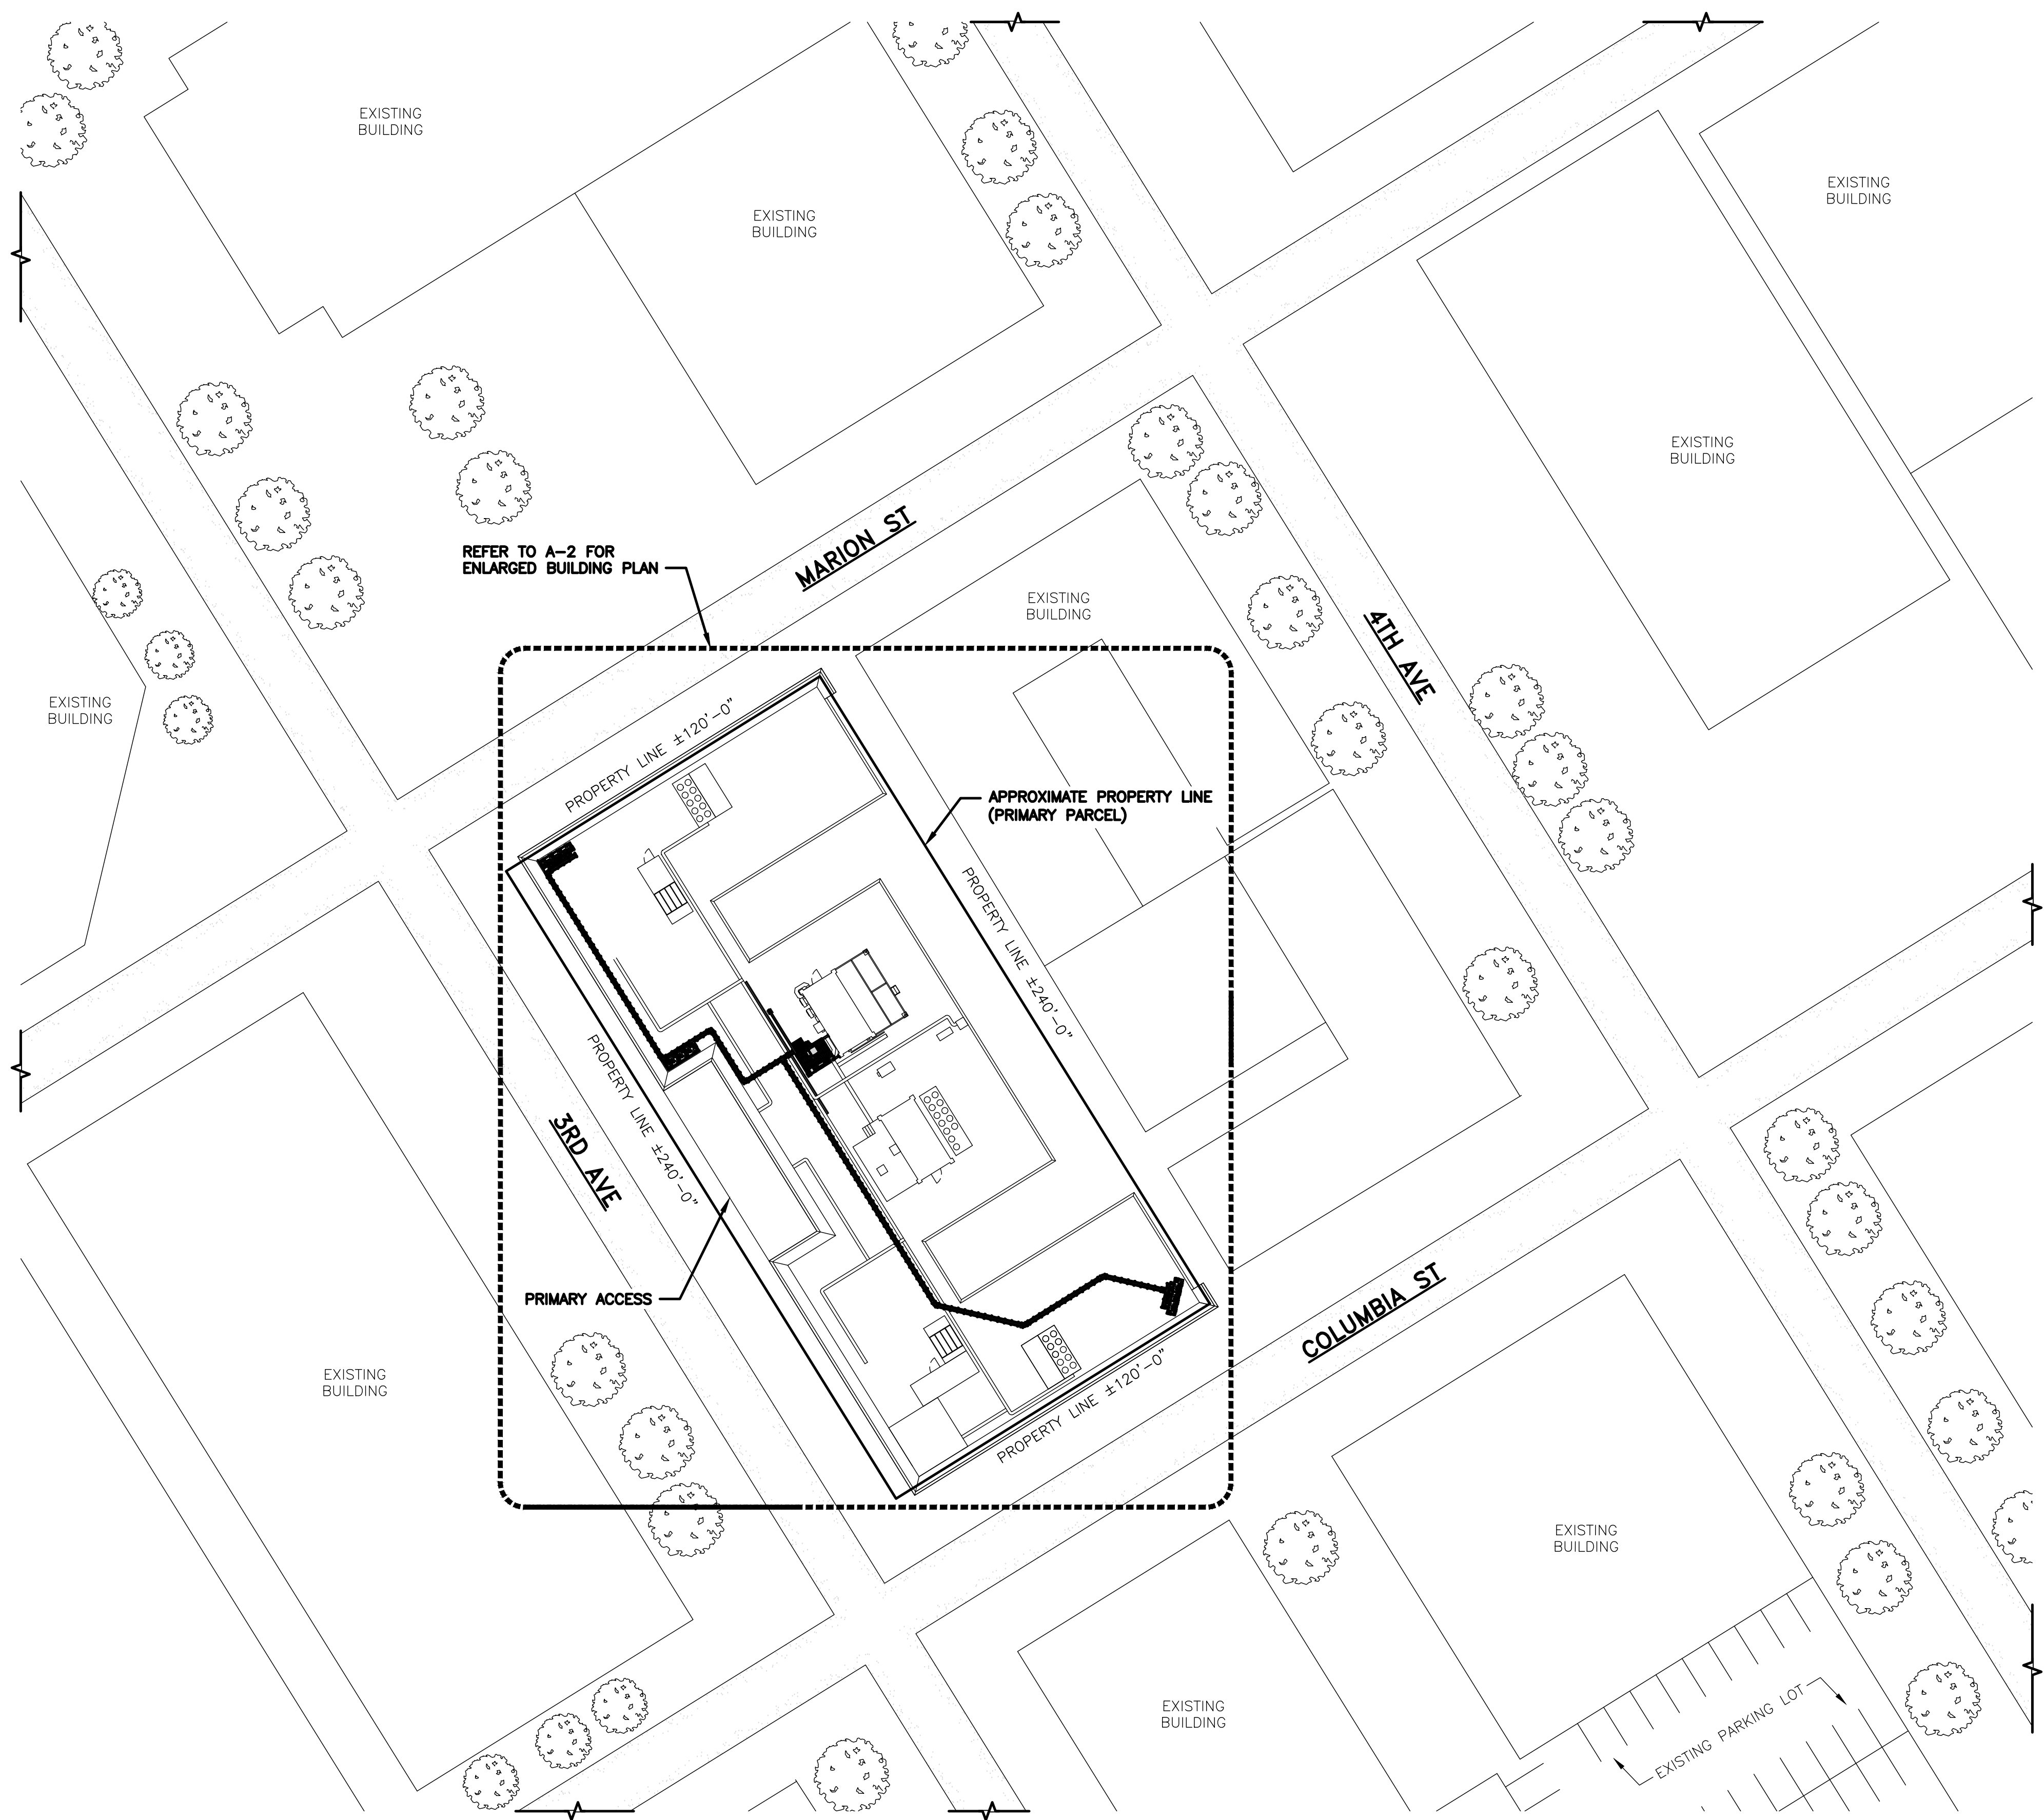 EXISTING
BUILDING
EXISTING
BUILDING
EXISTING
BUILDING
EXISTING
BUILDING
MARION ST
REFER TO A-2 FOR
ENLARGED BUILDING PLAN
EXISTING
BUILDING
4TH AVE
EXISTING
BUILDING
PROPERTY LINE ±120'-0"
APPROXIMATE PROPERTY LINE
(PRIMARY PARCEL)
PROPERTY LINE ±240'-0"
PROPERTY LINE ±240'-0"
3RD AVE
PRIMARY ACCESS
COLUMBIA ST
PROPERTY LINE ±120'-0"
EXISTING
BUILDING
EXISTING
BUILDING
EXISTING
BUILDING
EXISTING PARKING LOT